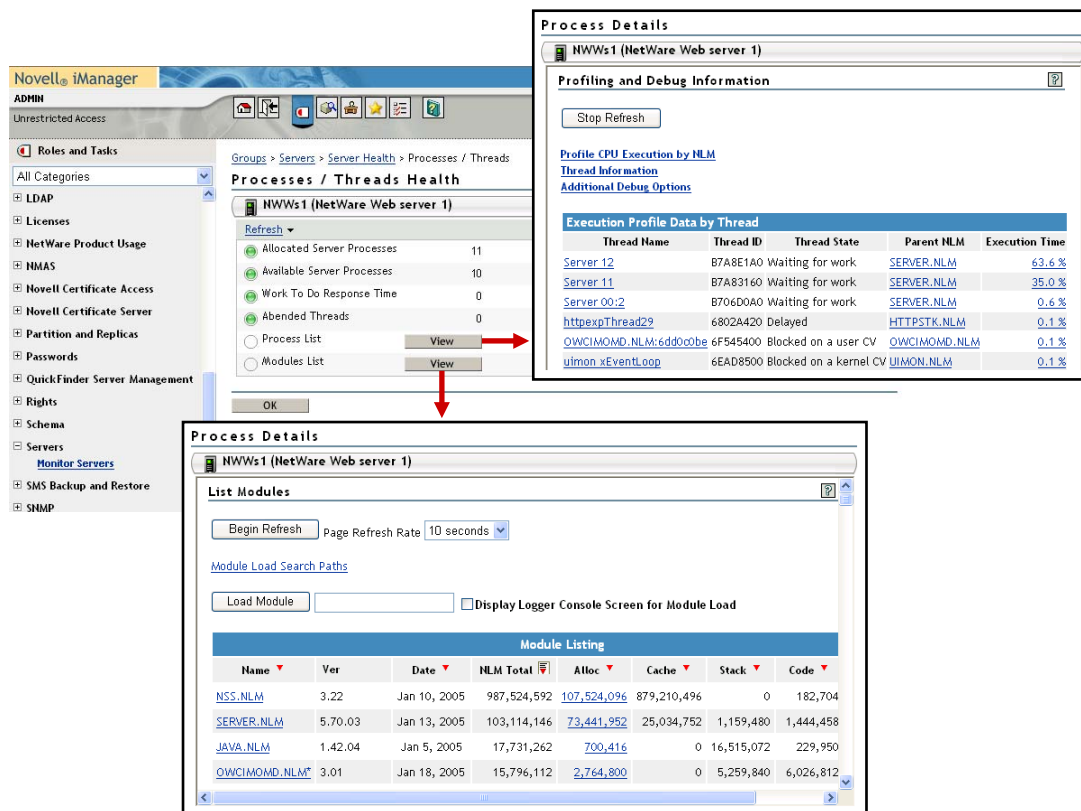 Novell® iManager
ADMIN
Unrestricted Access
Roles and Tasks
All Categories
LDAP
Licenses
NetWare Product Usage
NMAS
Novell Certificate Access
Novell Certificate Server
Partition and Replicas
Passwords
QuickFinder Server Management
Rights
Schema
Servers
Monitor Servers
SMS Backup and Restore
SNMP
Groups > Servers > Server Health > Processes / Threads
Processes / Threads Health
NWWs1 (NetWare Web server 1)
Refresh
Allocated Server Processes 11
Available Server Processes 10
Work To Do Response Time 0
Abended Threads 0
Process List View
Modules List View
OK
Process Details
NWWs1 (NetWare Web server 1)
Profiling and Debug Information ?
Stop Refresh
Profile CPU Execution by NLM
Thread Information
Additional Debug Options
Execution Profile Data by Thread
Thread Name Thread ID Thread State Parent NLM Execution Time
Server 12 B7A8E1A0 Waiting for work SERVER.NLM 63.6 %
Server 11 B7A83160 Waiting for work SERVER.NLM 35.0 %
Server 00:2 B706D0A0 Waiting for work SERVER.NLM 0.6 %
httpexpThread29 6802A420 Delayed HTTPSTK.NLM 0.1 %
OWCIMOMD.NLM:6dd0c0be 6F545400 Blocked on a user CV OWCIMOMD.NLM 0.1 %
uimon xEventLoop 6EAD8500 Blocked on a kernel CV UIMON.NLM 0.1 %
Process Details
NWWs1 (NetWare Web server 1)
List Modules ?
Begin Refresh Page Refresh Rate 10 seconds
Module Load Search Paths
Load Module Display Logger Console Screen for Module Load
Module Listing
Name Ver Date NLM Total Alloc Cache Stack Code
NSS.NLM 3.22 Jan 10, 2005 987,524,592 107,524,096 879,210,496 0 182,704
SERVER.NLM 5.70.03 Jan 13, 2005 103,114,146 73,441,952 25,034,752 1,159,480 1,444,458
JAVA.NLM 1.42.04 Jan 5, 2005 17,731,262 700,416 0 16,515,072 229,950
OWCIMOMD.NLM* 3.01 Jan 18, 2005 15,796,112 2,764,800 0 5,259,840 6,026,812